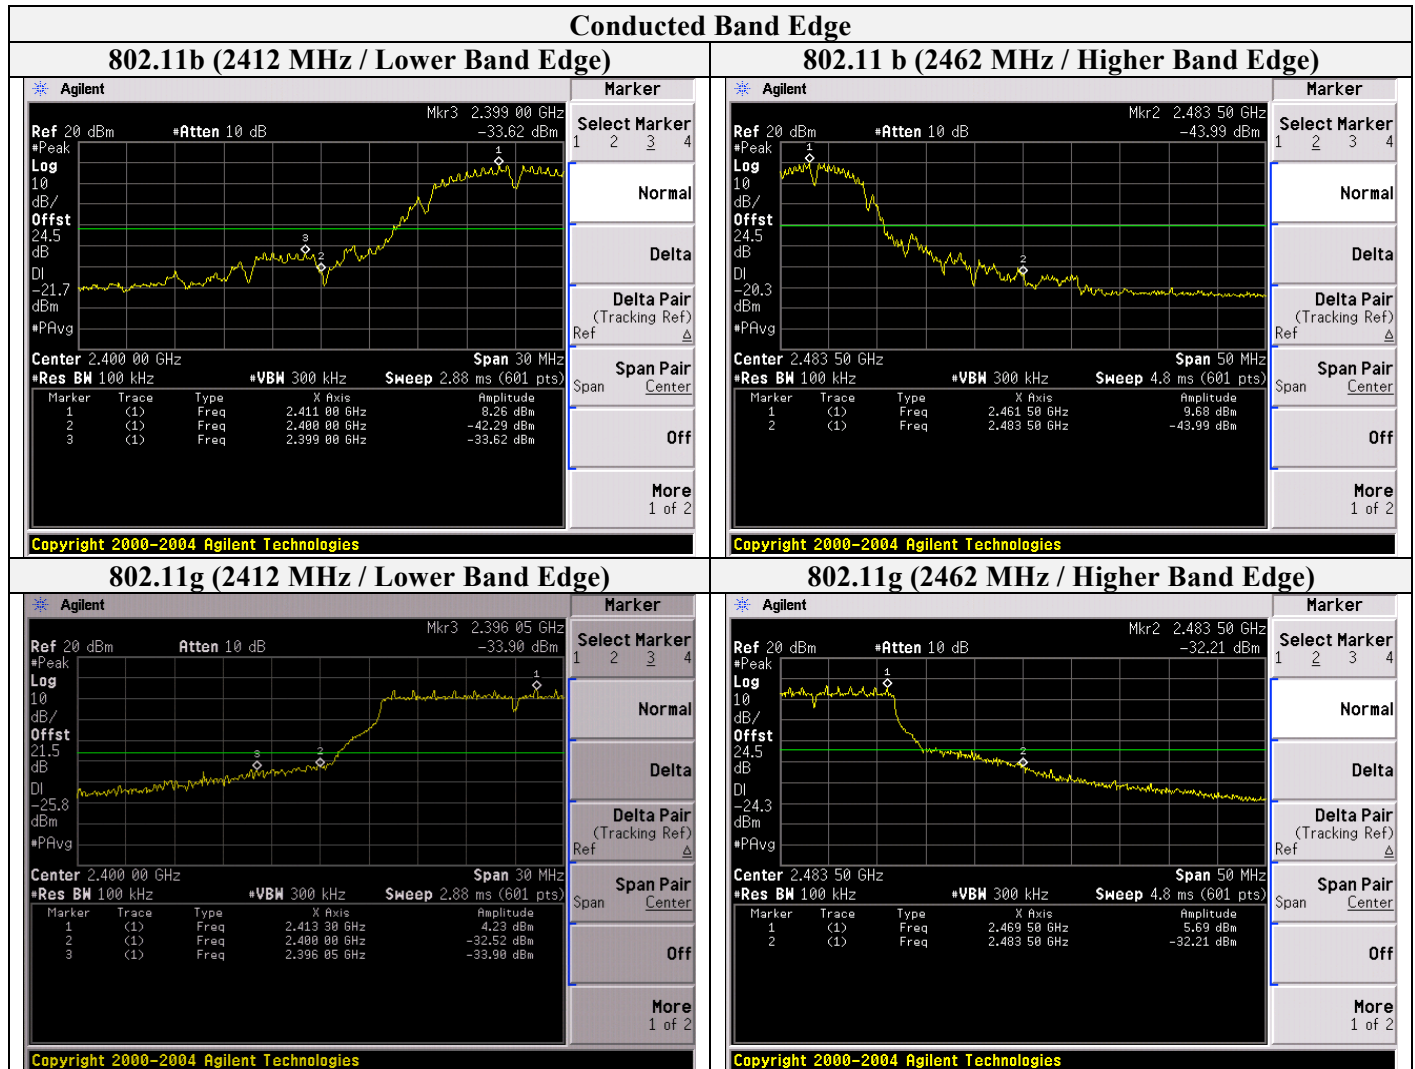 Conducted Band Edge
802.11b (2412 MHz / Lower Band Edge)
802.11 b (2462 MHz / Higher Band Edge)
Agilent
Marker
Mkr3 2.399 00 GHz
Ref 20 dBm #Atten 10 dB -33.62 dBm
#Peak
Log
10
dB/
Offst
24.5
dB
DI
-21.7
dBm
#PAvg
1
3
2
Center 2.400 00 GHz Span 30 MHz
#Res BW 100 kHz #VBW 300 kHz Sweep 2.88 ms (601 pts)
Marker Trace Type X Axis Amplitude
1 (1) Freq 2.411 00 GHz 8.26 dBm
2 (1) Freq 2.400 00 GHz -42.29 dBm
3 (1) Freq 2.399 00 GHz -33.62 dBm
Select Marker
1 2 3 4
Normal
Delta
Delta Pair
(Tracking Ref)
Ref Δ
Span Pair
Span Center
Off
More
1 of 2
Copyright 2000-2004 Agilent Technologies
Agilent
Marker
Mkr2 2.483 50 GHz
Ref 20 dBm #Atten 10 dB -43.99 dBm
#Peak
Log
10
dB/
Offst
24.5
dB
DI
-20.3
dBm
#PAvg
1
2
Center 2.483 50 GHz Span 50 MHz
#Res BW 100 kHz #VBW 300 kHz Sweep 4.8 ms (601 pts)
Marker Trace Type X Axis Amplitude
1 (1) Freq 2.461 50 GHz 9.68 dBm
2 (1) Freq 2.483 50 GHz -43.99 dBm
Select Marker
1 2 3 4
Normal
Delta
Delta Pair
(Tracking Ref)
Ref Δ
Span Pair
Span Center
Off
More
1 of 2
Copyright 2000-2004 Agilent Technologies
802.11g (2412 MHz / Lower Band Edge)
802.11g (2462 MHz / Higher Band Edge)
Agilent
Marker
Mkr3 2.396 05 GHz
Ref 20 dBm Atten 10 dB -33.90 dBm
#Peak
Log
10
dB/
Offst
21.5
dB
DI
-25.8
dBm
#PAvg
1
3
2
Center 2.400 00 GHz Span 30 MHz
#Res BW 100 kHz #VBW 300 kHz Sweep 2.88 ms (601 pts)
Marker Trace Type X Axis Amplitude
1 (1) Freq 2.413 30 GHz 4.23 dBm
2 (1) Freq 2.400 00 GHz -32.52 dBm
3 (1) Freq 2.396 05 GHz -33.90 dBm
Select Marker
1 2 3 4
Normal
Delta
Delta Pair
(Tracking Ref)
Ref Δ
Span Pair
Span Center
Off
More
1 of 2
Copyright 2000-2004 Agilent Technologies
Agilent
Marker
Mkr2 2.483 50 GHz
Ref 20 dBm #Atten 10 dB -32.21 dBm
#Peak
Log
10
dB/
Offst
24.5
dB
DI
-24.3
dBm
#PAvg
1
2
Center 2.483 50 GHz Span 50 MHz
#Res BW 100 kHz #VBW 300 kHz Sweep 4.8 ms (601 pts)
Marker Trace Type X Axis Amplitude
1 (1) Freq 2.469 50 GHz 5.69 dBm
2 (1) Freq 2.483 50 GHz -32.21 dBm
Select Marker
1 2 3 4
Normal
Delta
Delta Pair
(Tracking Ref)
Ref Δ
Span Pair
Span Center
Off
More
1 of 2
Copyright 2000-2004 Agilent Technologies